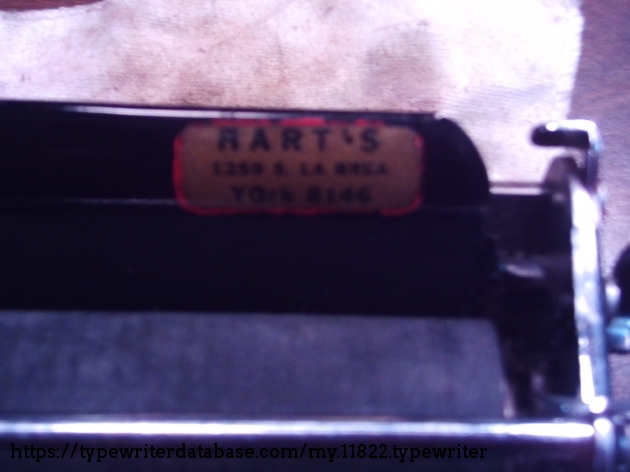 HART'S
1259 S. LA BREA
YOrk 8146
https://typewriterdatabase.com/my.11822.typewriter